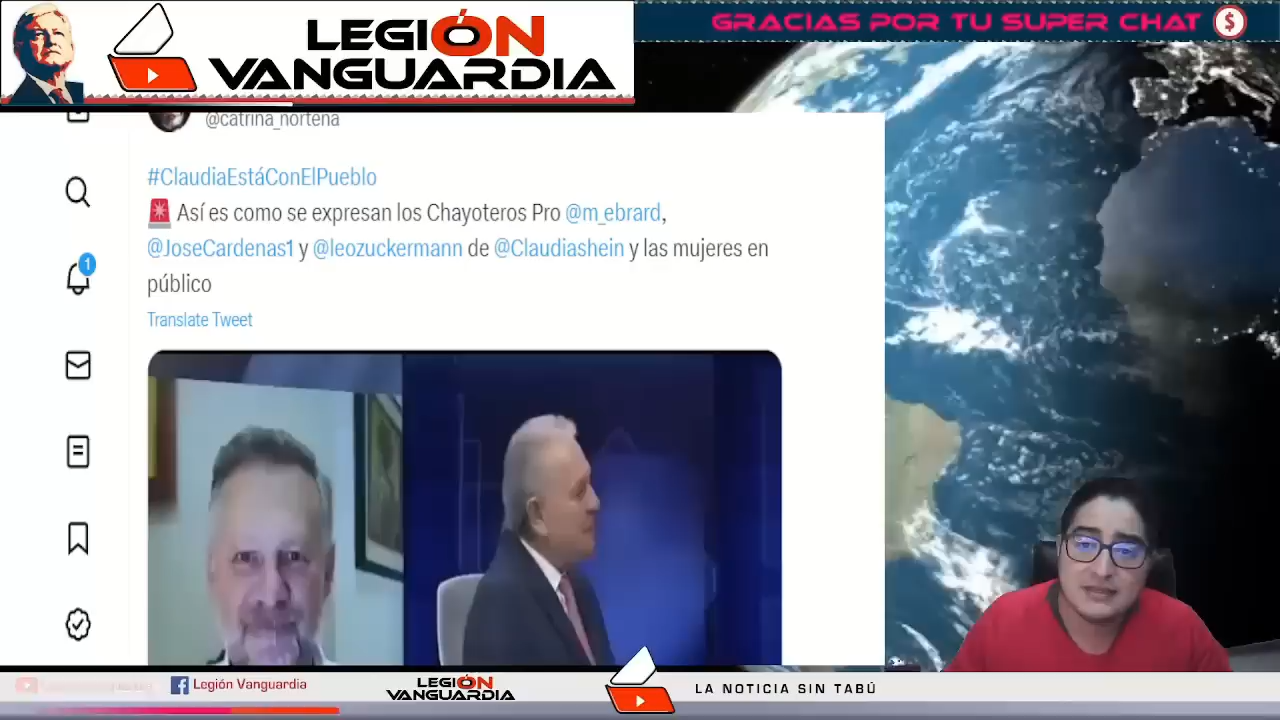 LEGIÓN
VANGUARDIA
GRACIAS POR TU SUPER CHAT
$
@catrina_nortena
#ClaudiaEstáConElPueblo
Así es como se expresan los Chayoteros Pro @m_ebrard,
@JoseCardenas1 y @leozuckermann de @Claudiashein y las mujeres en
público
Translate Tweet
1
Legión Vanguardia
LEGIÓN
VANGUARDIA
LA NOTICIA SIN TABÚ